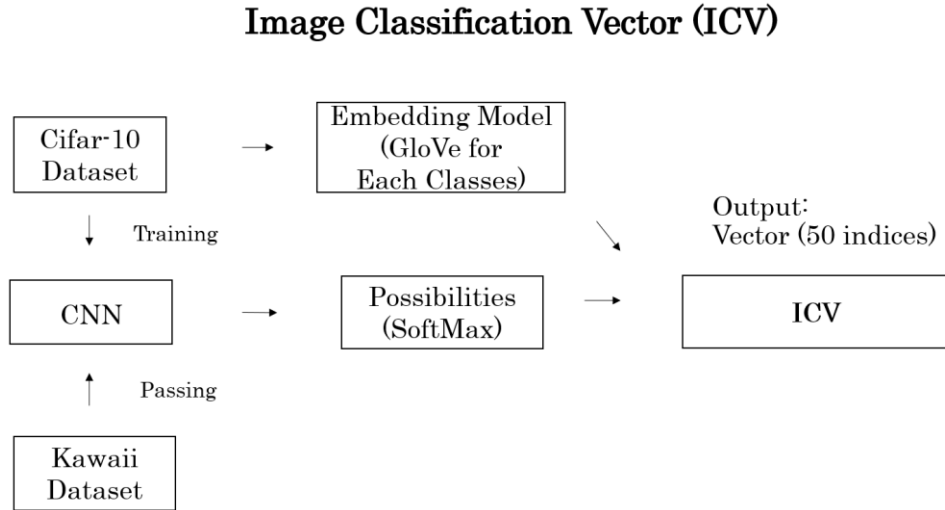 Image Classification Vector (ICV)
Cifar-10
Dataset
Embedding Model
(GloVe for
Each Classes)
Training
Output:
Vector (50 indices)
CNN
Possibilities
(SoftMax)
ICV
Passing
Kawaii
Dataset